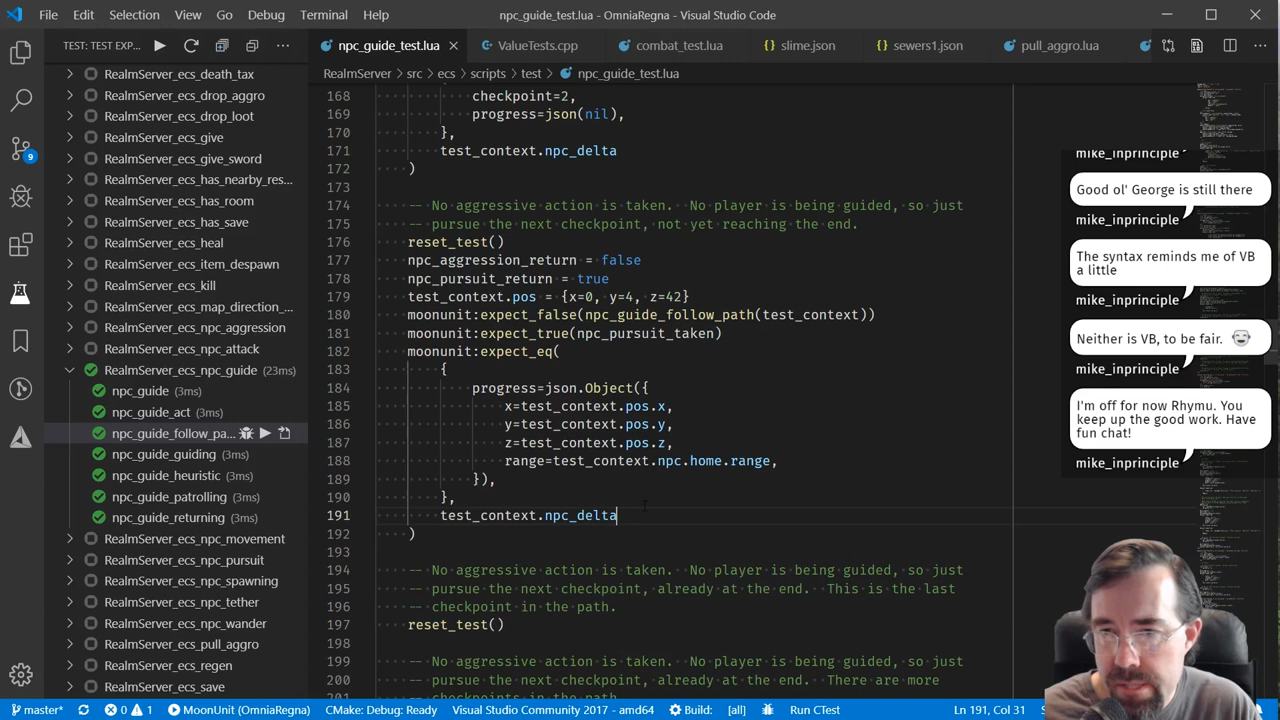 File Edit Selection View Go Debug Terminal Help
npc_guide_test.lua - OmniaRegna - Visual Studio Code
TEST: TEST EXP...
npc_guide_test.lua
ValueTests.cpp
combat_test.lua
slime.json
sewers1.json
pull_aggro.lua
RealmServer > src > ecs > scripts > test > npc_guide_test.lua
RealmServer_ecs_death_tax
RealmServer_ecs_drop_aggro
RealmServer_ecs_drop_loot
RealmServer_ecs_give
RealmServer_ecs_give_sword
RealmServer_ecs_has_nearby_res...
RealmServer_ecs_has_room
RealmServer_ecs_has_save
RealmServer_ecs_heal
RealmServer_ecs_item_despawn
RealmServer_ecs_kill
RealmServer_ecs_map_direction_...
RealmServer_ecs_npc_aggression
RealmServer_ecs_npc_attack
RealmServer_ecs_npc_guide (23ms)
npc_guide (3ms)
npc_guide_act (3ms)
npc_guide_follow_pa...
npc_guide_guiding (3ms)
npc_guide_heuristic (3ms)
npc_guide_patrolling (3ms)
npc_guide_returning (3ms)
RealmServer_ecs_npc_movement
RealmServer_ecs_npc_pursuit
RealmServer_ecs_npc_spawning
RealmServer_ecs_npc_tether
RealmServer_ecs_npc_wander
RealmServer_ecs_pull_aggro
RealmServer_ecs_regen
RealmServer_ecs_save
9
168 checkpoint=2,
169 progress=json(nil),
170 },
171 test_context.npc_delta
172 )
173
174 -- No aggressive action is taken. No player is being guided, so just
175 -- pursue the next checkpoint, not yet reaching the end.
176 reset_test()
177 npc_aggression_return = false
178 npc_pursuit_return = true
179 test_context.pos = {x=0, y=4, z=42}
180 moonunit:expect_false(npc_guide_follow_path(test_context))
181 moonunit:expect_true(npc_pursuit_taken)
182 moonunit:expect_eq(
183 {
184 progress=json.Object({
185 x=test_context.pos.x,
186 y=test_context.pos.y,
187 z=test_context.pos.z,
188 range=test_context.npc.home.range,
189 }),
190 },
191 test_context.npc_delta
192 )
193
194 -- No aggressive action is taken. No player is being guided, so just
195 -- pursue the next checkpoint, already at the end. This is the last
196 -- checkpoint in the path.
197 reset_test()
198
199 -- No aggressive action is taken. No player is being guided, so just
200 -- pursue the next checkpoint, already at the end. There are more
201 -- checkpoints in the path.
mike_inprinciple
Good ol' George is still there
mike_inprinciple
The syntax reminds me of VB
a little
mike_inprinciple
Neither is VB, to be fair.
mike_inprinciple
I'm off for now Rhymu. You
keep up the good work. Have
fun chat!
mike_inprinciple
master* 0 1 MoonUnit (OmniaRegna) CMake: Debug: Ready Visual Studio Community 2017 - amd64 Build: [all] Run CTest Ln 191, Col 31